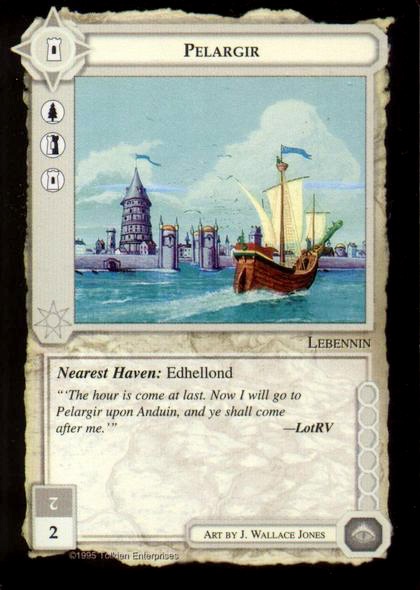 PELARGIR
LEBENNIN
Nearest Haven: Edhellond
“‘The hour is come at last. Now I will go
to Pelargir upon Anduin, and ye shall come
after me.’” —LotRV
2
2
ART BY J. WALLACE JONES
©1995 Tolkien Enterprises